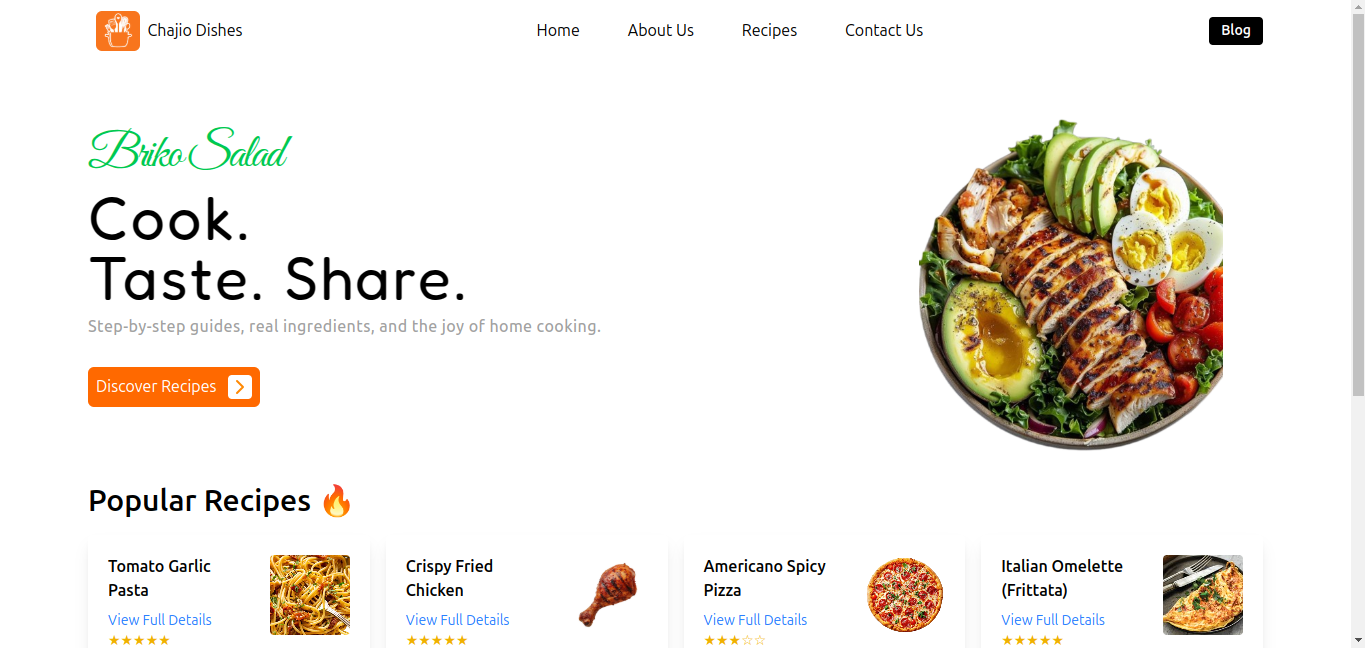 Chajio Dishes
Home
About Us
Recipes
Contact Us
Blog
Briko Salad
Cook.
Taste. Share.
Step-by-step guides, real ingredients, and the joy of home cooking.
Discover Recipes
Popular Recipes 🔥
Tomato Garlic
Pasta
View Full Details
★★★★★
Crispy Fried
Chicken
View Full Details
★★★★★
Americano Spicy
Pizza
View Full Details
★★★☆☆
Italian Omelette
(Frittata)
View Full Details
★★★★★